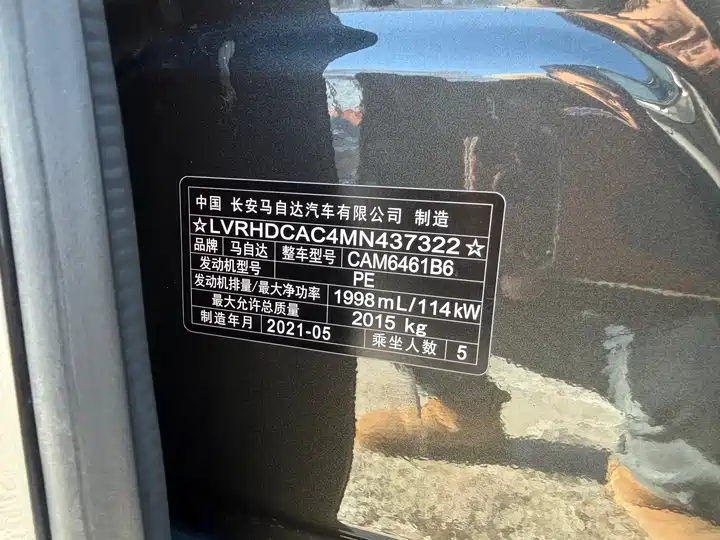 中国 长安马自达汽车有限公司 制造
☆LVRHDCAC4MN437322☆
品牌 马自达 整车型号 CAM6461B6
发动机型号 PE
发动机排量/最大净功率 1998mL/114kW
最大允许总质量 2015 kg
制造年月 2021-05 乘坐人数 5